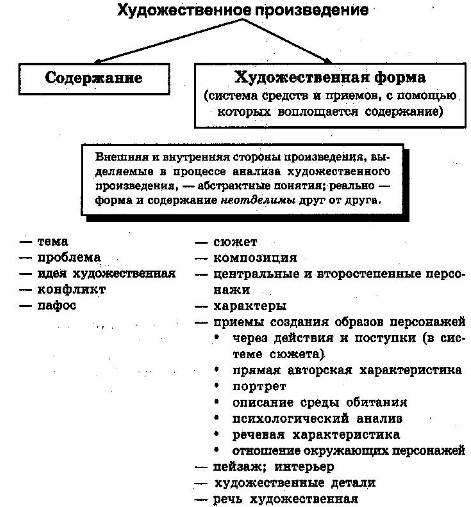 Художественное произведение
Содержание
Художественная форма
(система средств и приемов, с помощью
которых воплощается содержание)
Внешняя и внутренняя стороны произведения, вы-
деляемые в процессе анализа художественного
произведения, — абстрактные понятия; реально —
форма и содержание неотделимы друг от друга.
— тема
— проблема
— идея художественная
— конфликт
— пафос
— сюжет
— композиция
— центральные и второстепенные персо-
нажи
— характеры
— приемы создания образов персонажей
• через действия и поступки (в сис-
теме сюжета)
• прямая авторская характеристика
• портрет
• описание среды обитания
• психологический анализ
• речевая характеристика
• отношение окружающих персонажей
— пейзаж; интерьер
— художественные детали
— речь художественная